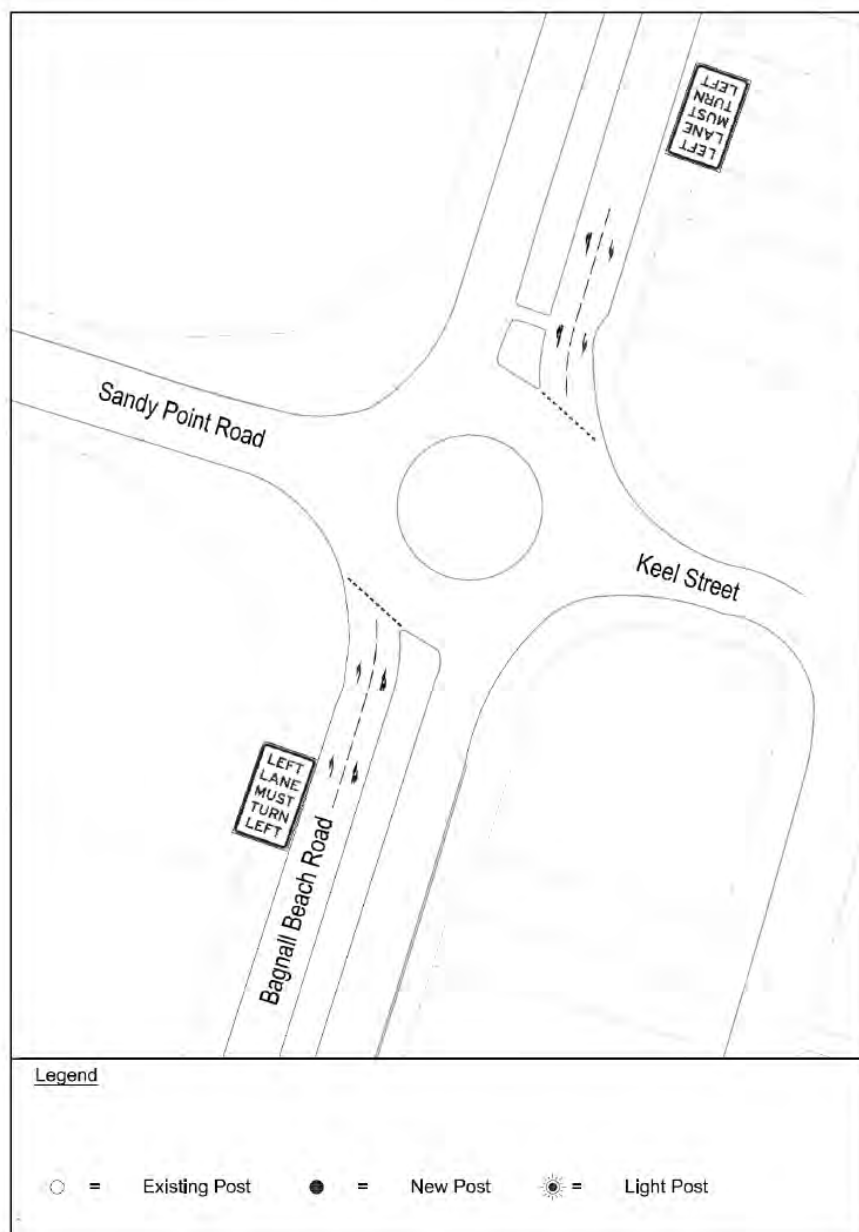 LEFT
LANE
MUST
TURN
LEFT
Sandy Point Road
Keel Street
LEFT
LANE
MUST
TURN
LEFT
Bagnall Beach Road
Legend
= Existing Post = New Post = Light Post